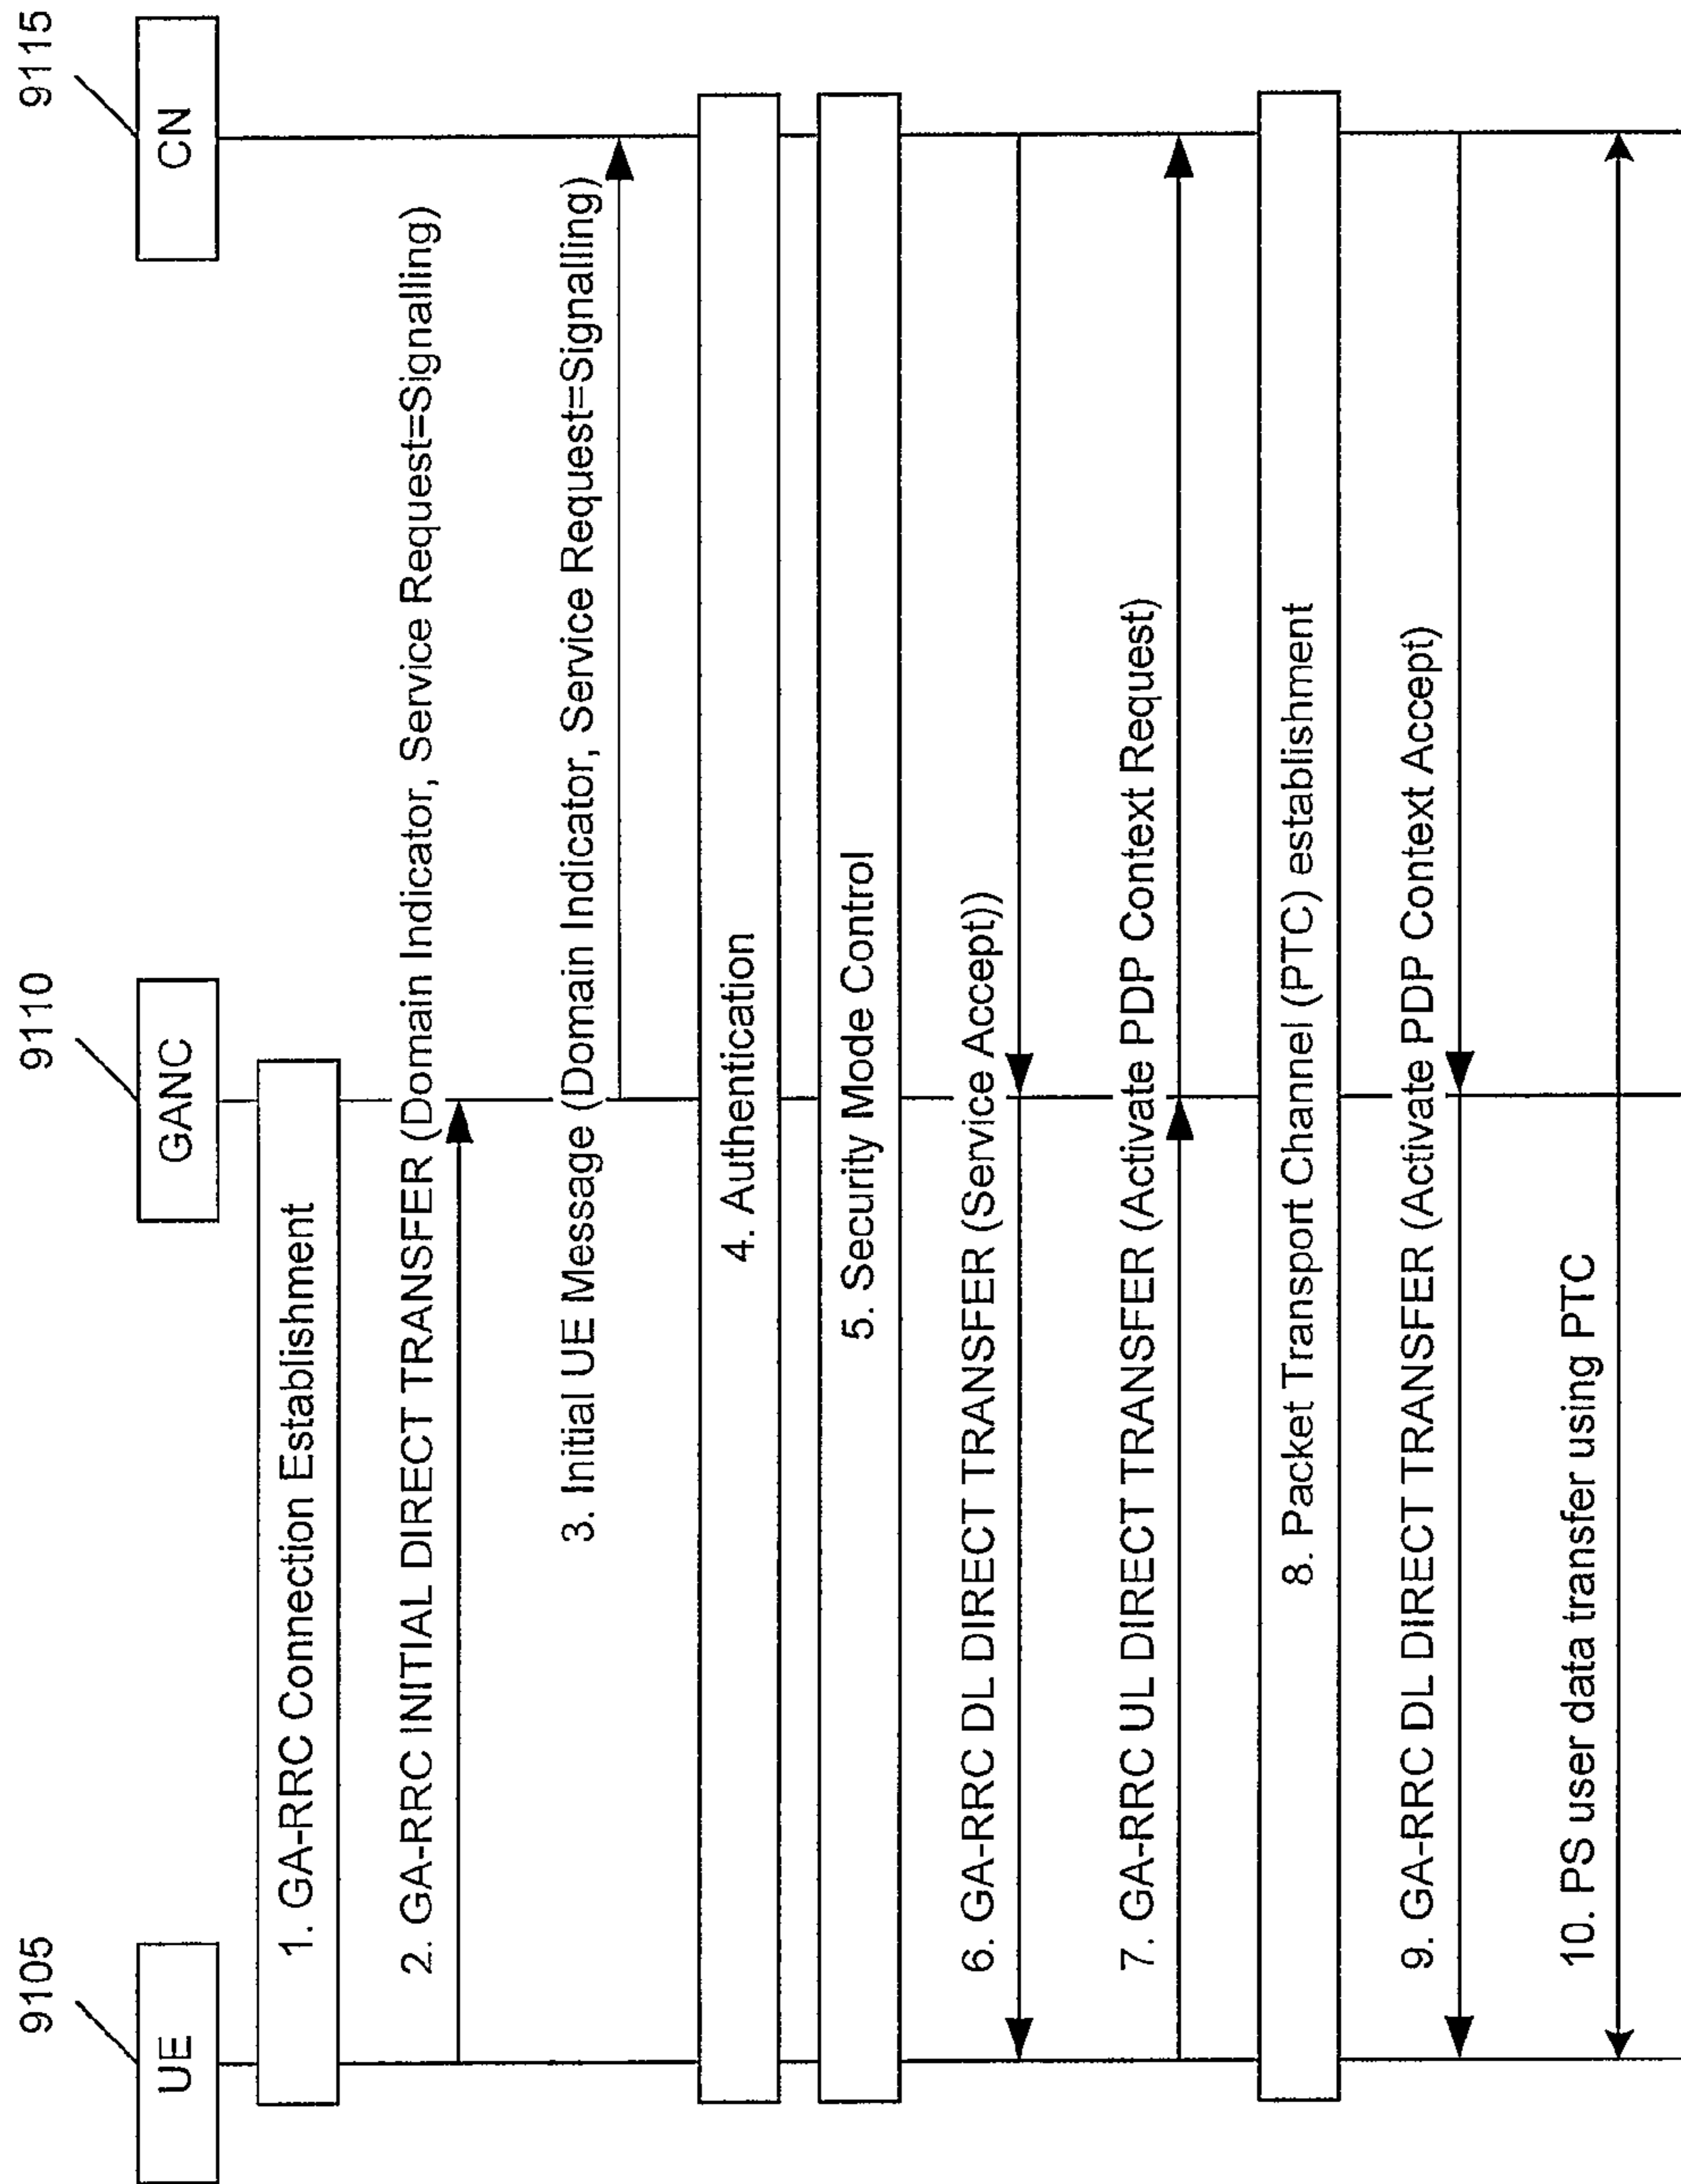 9105
9110
9115
UE
GANC
CN
1. GA-RRC Connection Establishment
2. GA-RRC INITIAL DIRECT TRANSFER (Domain Indicator, Service Request=Signalling)
3. Initial UE Message (Domain Indicator, Service Request=Signalling)
4. Authentication
5. Security Mode Control
6. GA-RRC DL DIRECT TRANSFER (Service Accept))
7. GA-RRC UL DIRECT TRANSFER (Activate PDP Context Request)
8. Packet Transport Channel (PTC) establishment
9. GA-RRC DL DIRECT TRANSFER (Activate PDP Context Accept)
10. PS user data transfer using PTC